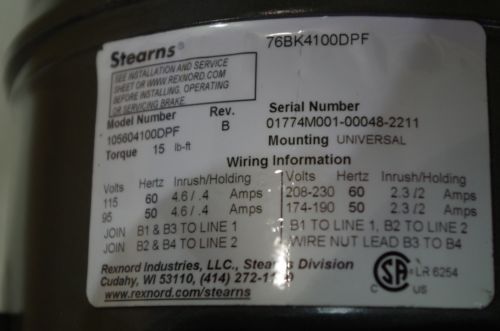 Stearns®
76BK4100DPF
SEE INSTALLATION AND SERVICE
SHEET OR WWW.REXNORD.COM
BEFORE INSTALLING, OPERATING
OR SERVICING BRAKE
Model Number Rev.
105604100DPF B
Torque 15 lb-ft
Serial Number
01774M001-00048-2211
Mounting UNIVERSAL
Wiring Information
Volts Hertz Inrush/Holding
115 60 4.6 / .4 Amps
95 50 4.6 / .4 Amps
JOIN B1 & B3 TO LINE 1
JOIN B2 & B4 TO LINE 2
Volts Hertz Inrush/Holding
208-230 60 2.3 /2 Amps
174-190 50 2.3 /2 Amps
B1 TO LINE 1, B2 TO LINE 2
WIRE NUT LEAD B3 TO B4
Rexnord Industries, LLC., Stearns Division
Cudahy, WI 53110, (414) 272-11
www.rexnord.com/stearns
C SA US
LR 6254